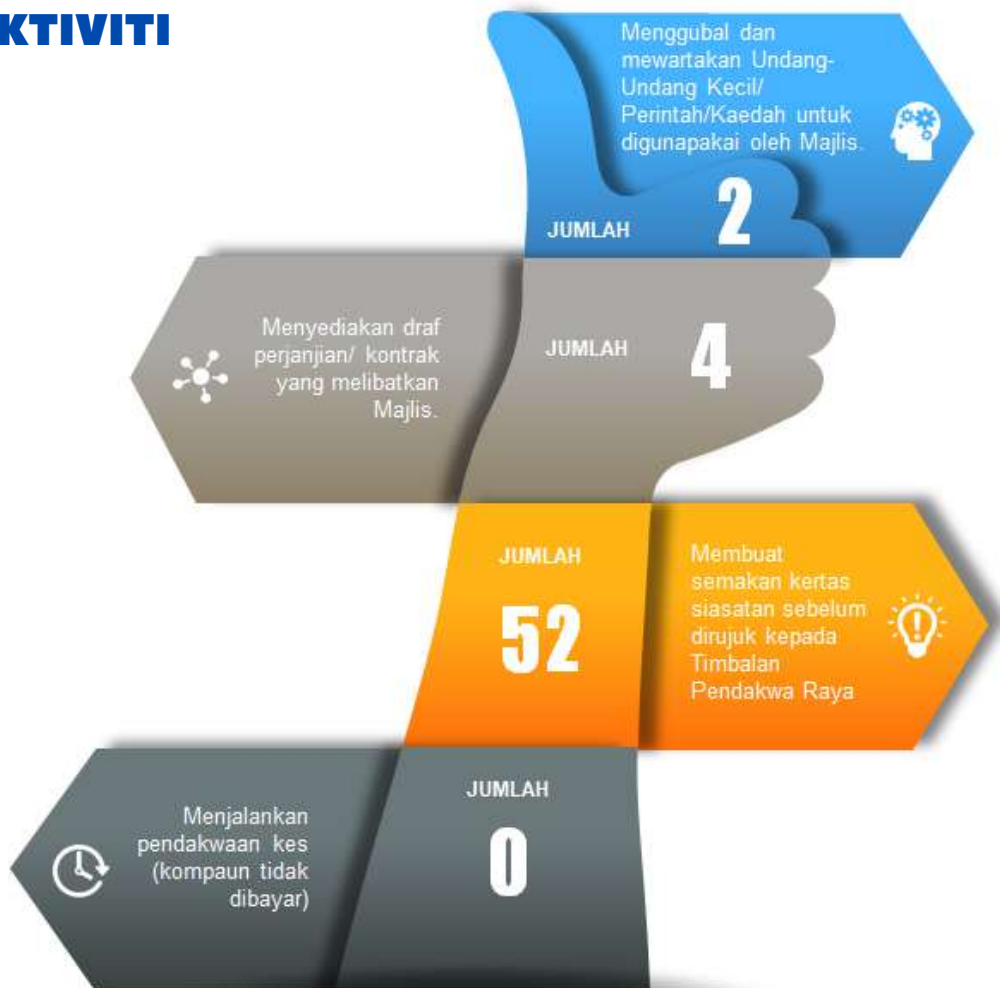 KTIVITI
Menggubal dan
mewartakan Undang-
Undang Kecil/
Perintah/Kaedah untuk
digunapakai oleh Majlis.
JUMLAH 2
Menyediakan draf
perjanjian/ kontrak
yang melibatkan
Majlis.
JUMLAH 4
JUMLAH
52
Membuat
semakan kertas
siasatan sebelum
dirujuk kepada
Timbalan
Pendakwa Raya
Menjalankan
pendakwaan kes
(kompaun tidak
dibayar)
JUMLAH
0